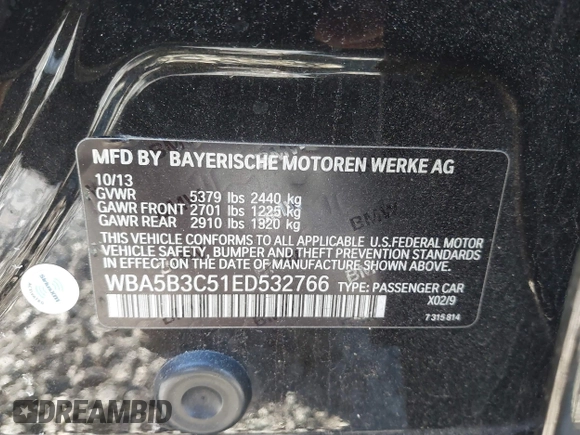 MFD BY BAYERISCHE MOTOREN WERKE AG
10/13
GVWR 5379 lbs 2440 kg
GAWR FRONT 2701 lbs 1225 kg
GAWR REAR 2910 lbs 1320 kg
THIS VEHICLE CONFORMS TO ALL APPLICABLE U.S.FEDERAL MOTOR
VEHICLE SAFETY, BUMPER, AND THEFT PREVENTION STANDARDS
IN EFFECT ON THE DATE OF MANUFACTURE SHOWN ABOVE.
WBA5B3C51ED532766 TYPE: PASSENGER CAR
X02/9
7 315 814
DREAMBID